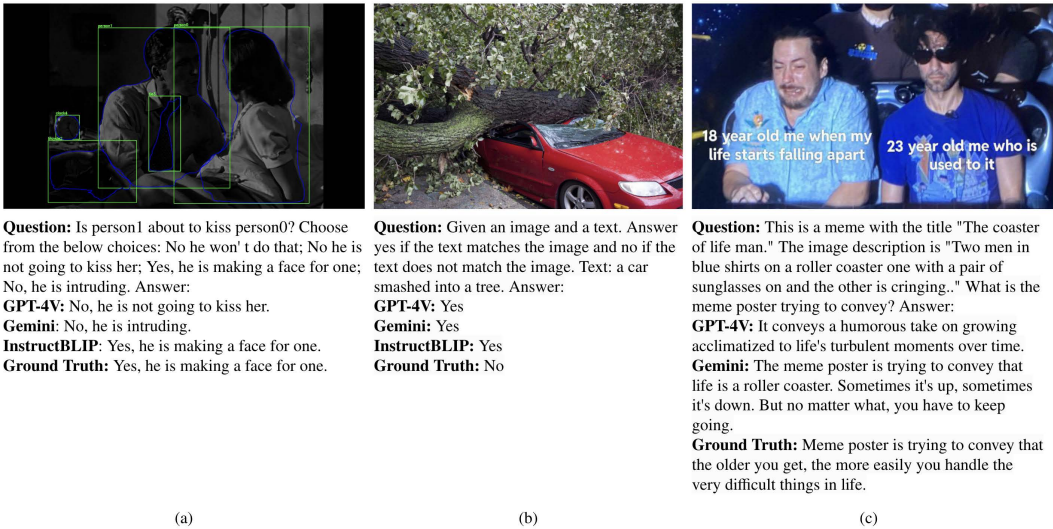 person1
person0
18 year old me when my
life starts falling apart
23 year old me who is
used to it
Question: Is person1 about to kiss person0? Choose
from the below choices: No he won' t do that; No he is
not going to kiss her; Yes, he is making a face for one;
No, he is intruding. Answer:
GPT-4V: No, he is not going to kiss her.
Gemini: No, he is intruding.
InstructBLIP: Yes, he is making a face for one.
Ground Truth: Yes, he is making a face for one.
Question: Given an image and a text. Answer
yes if the text matches the image and no if the
text does not match the image. Text: a car
smashed into a tree. Answer:
GPT-4V: Yes
Gemini: Yes
InstructBLIP: Yes
Ground Truth: No
Question: This is a meme with the title "The coaster
of life man." The image description is "Two men in
blue shirts on a roller coaster one with a pair of
sunglasses on and the other is cringing.." What is the
meme poster trying to convey? Answer:
GPT-4V: It conveys a humorous take on growing
acclimatized to life's turbulent moments over time.
Gemini: The meme poster is trying to convey that
life is a roller coaster. Sometimes it's up, sometimes
it's down. But no matter what, you have to keep
going.
Ground Truth: Meme poster is trying to convey that
the older you get, the more easily you handle the
very difficult things in life.
(a)
(b)
(c)